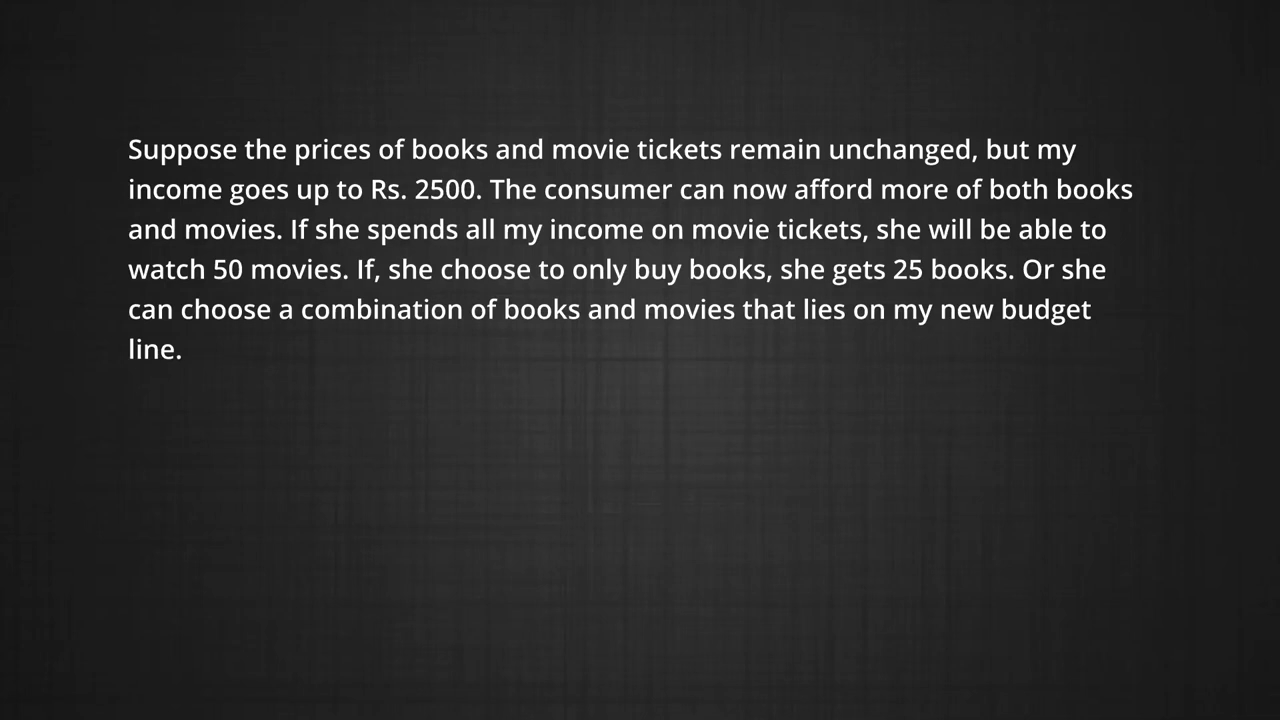 Suppose the prices of books and movie tickets remain unchanged, but my
income goes up to Rs. 2500. The consumer can now afford more of both books
and movies. If she spends all my income on movie tickets, she will be able to
watch 50 movies. If, she choose to only buy books, she gets 25 books. Or she
can choose a combination of books and movies that lies on my new budget
line.